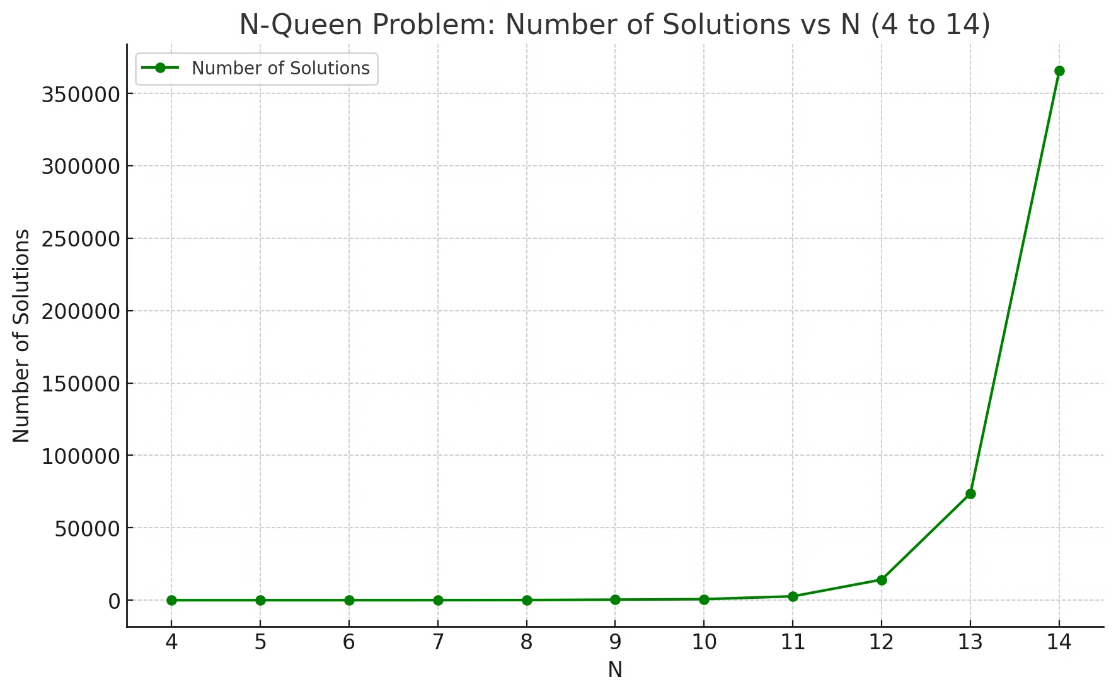 N-Queen Problem: Number of Solutions vs N (4 to 14)
Number of Solutions
350000
300000
250000
200000
150000
100000
50000
0
Number of Solutions
4 5 6 7 8 9 10 11 12 13 14
N